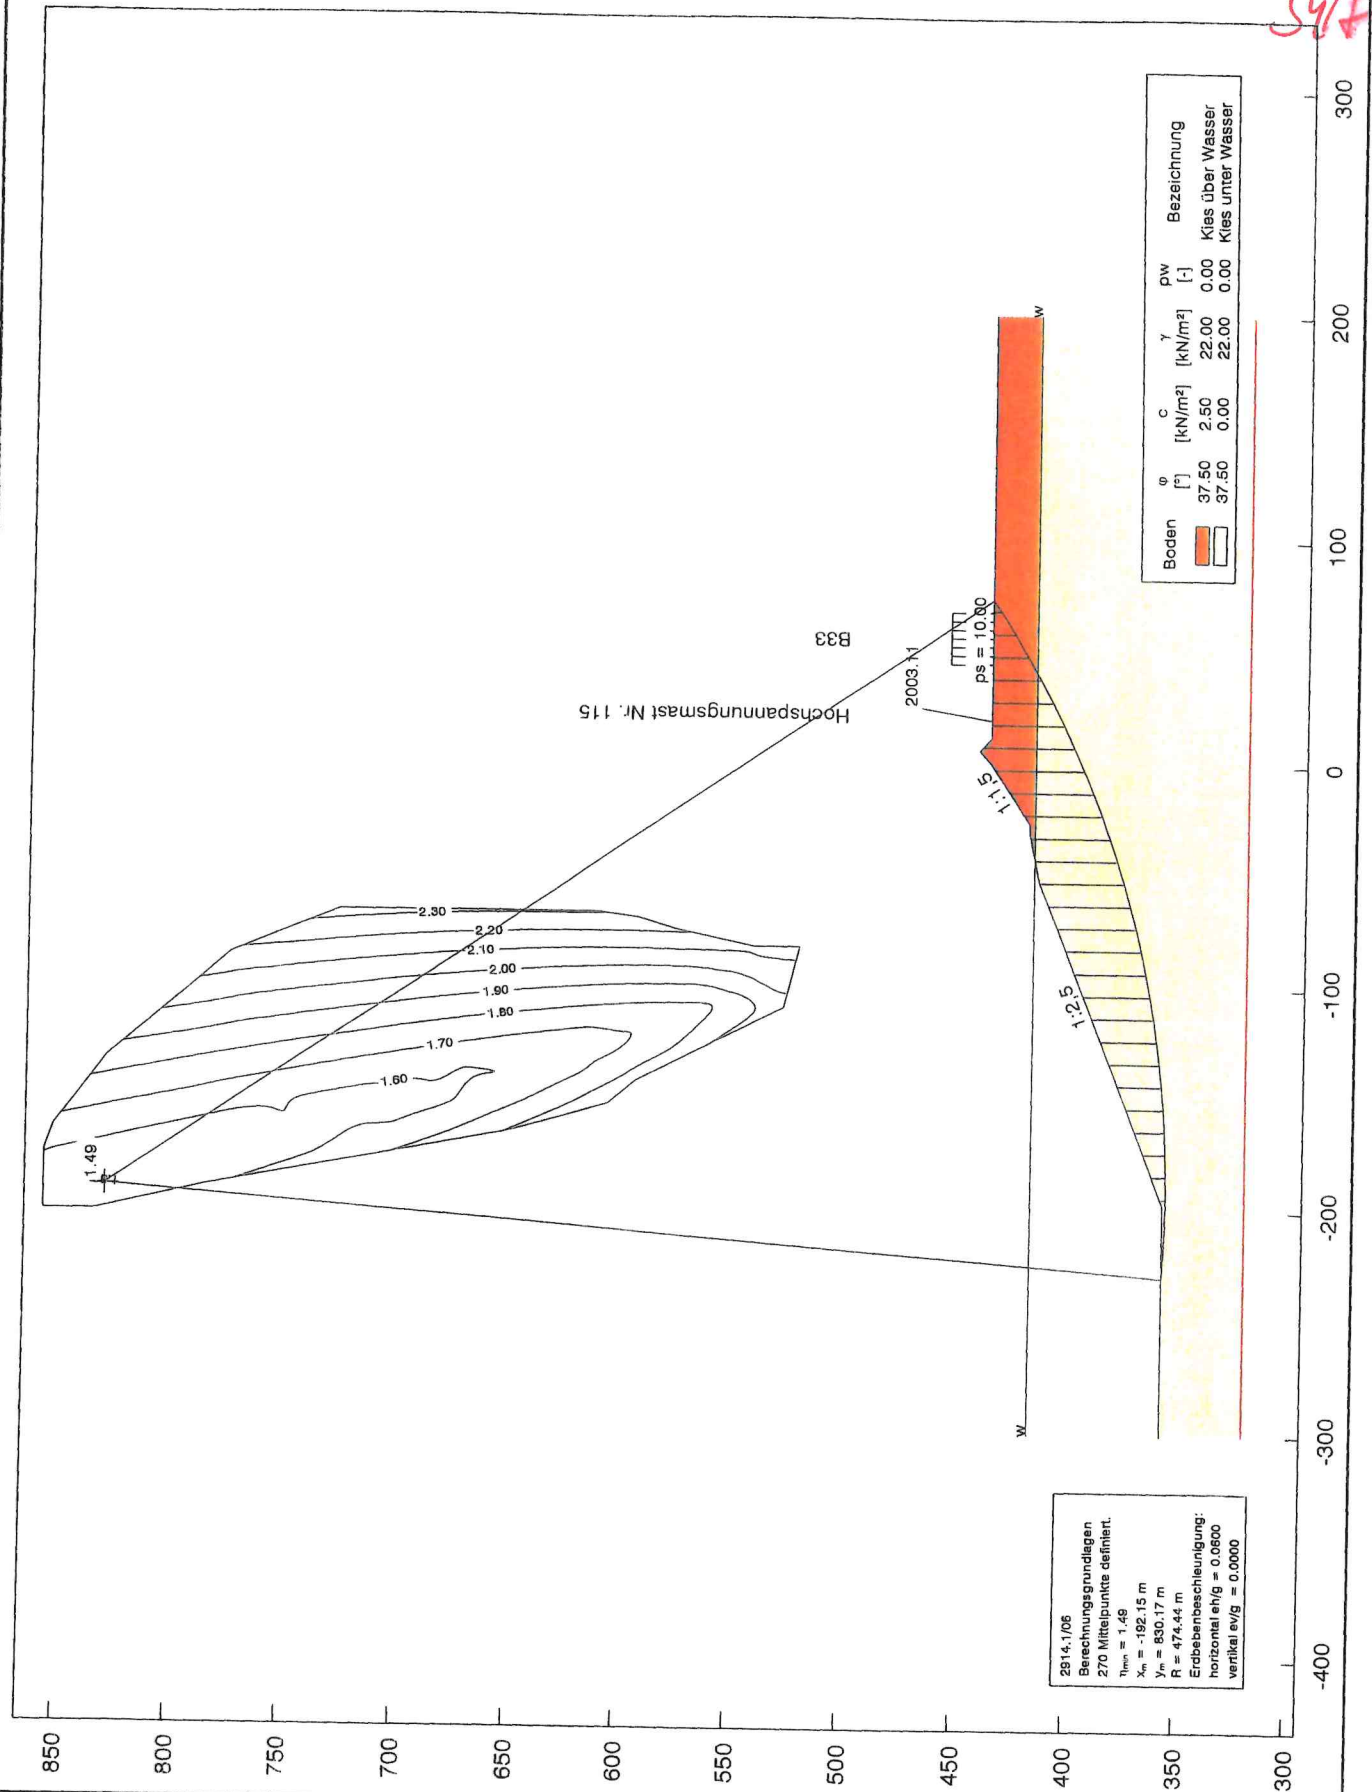 54/7
850
800
750
700
650
600
550
500
450
400
350
300
-400
-300
-200
-100
0
100
200
300
1.49
1.60
1.70
1.80
1.90
2.00
2.10
2.20
2.30
Hochspannungsmast Nr. 115
B33
2003.11
ps = 10.00
1:1,5
1:2,5
w
w
2914.1/06
Berechnungsgrundlagen
270 Mittelpunkte definiert.
ηmin = 1.49
xm = -192.15 m
ym = 830.17 m
R = 474.44 m
Erdbebenbeschleunigung:
horizontal eh/g = 0.0600
vertikal ev/g = 0.0000
Boden φ c γ pw Bezeichnung
[°] [kN/m²] [kN/m²] [-]
37.50 2.50 22.00 0.00 Kies über Wasser
37.50 0.00 22.00 0.00 Kies unter Wasser